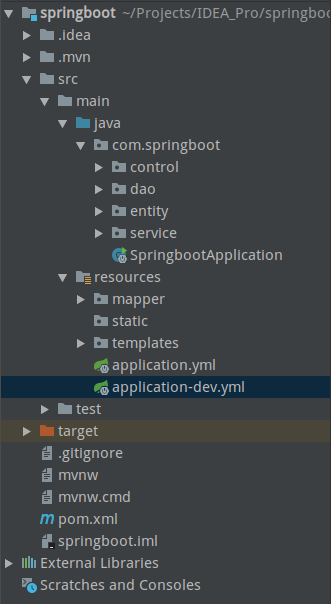 springboot ~/Projects/IDEA_Pro/springboo
.idea
.mvn
src
main
java
com.springboot
control
dao
entity
service
SpringbootApplication
resources
mapper
static
templates
application.yml
application-dev.yml
test
target
.gitignore
mvnw
mvnw.cmd
pom.xml
springboot.iml
External Libraries
Scratches and Consoles